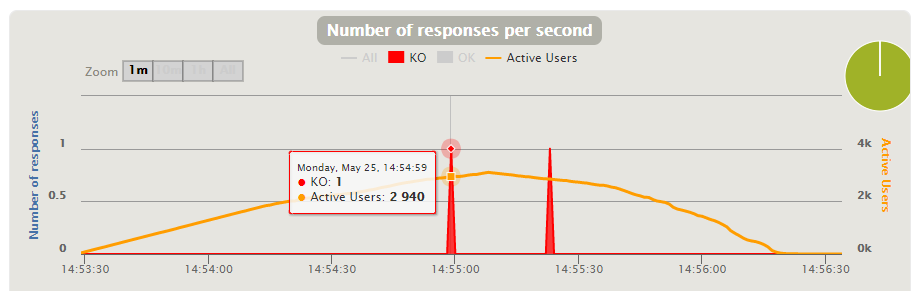 Number of responses per second
All KO OK Active Users
Zoom 1m 10m 1h All
Number of responses
1
0.5
0
4k
2k
0k
Active Users
Monday, May 25, 14:54:59
● KO: 1
● Active Users: 2 940
14:53:30 14:54:00 14:54:30 14:55:00 14:55:30 14:56:00 14:56:30